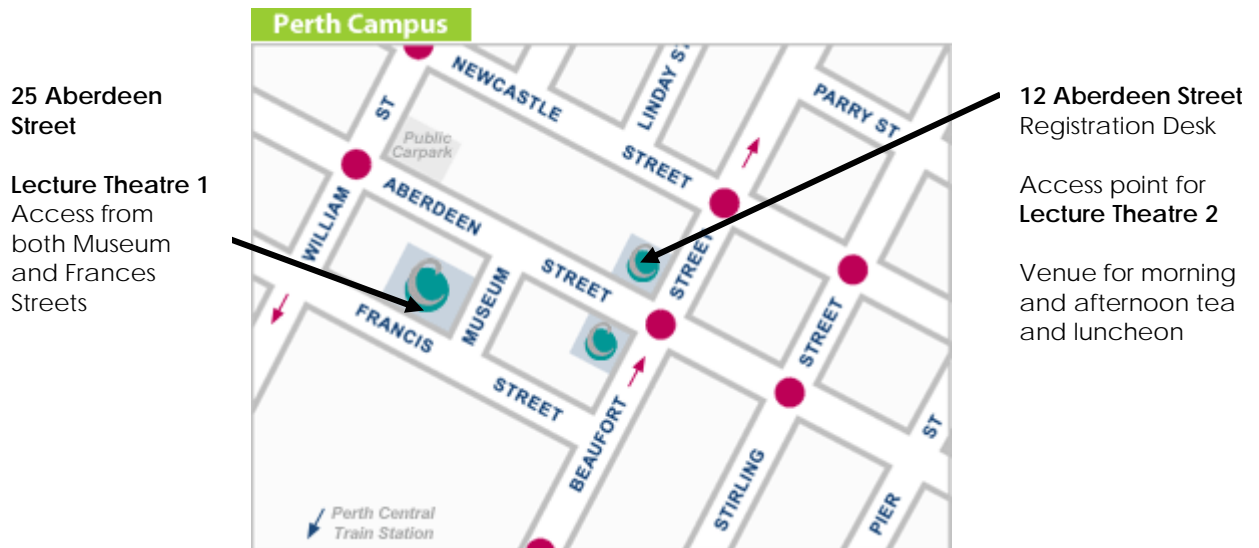 Perth Campus
25 Aberdeen
Street
Lecture Theatre 1
Access from
both Museum
and Frances
Streets
NEWCASTLE
STREET
LINDAY ST
PARRY ST
ST
WILLIAM
Public
Carpark
ABERDEEN
STREET
MUSEUM
FRANCIS
STREET
BEAUFORT
STREET
STIRLING
STREET
PIER
ST
Perth Central
Train Station
12 Aberdeen Street
Registration Desk
Access point for
Lecture Theatre 2
Venue for morning
and afternoon tea
and luncheon